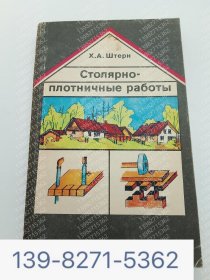 Х.А. Штерн
Столярно-
плотничные работы
139-8271-5362